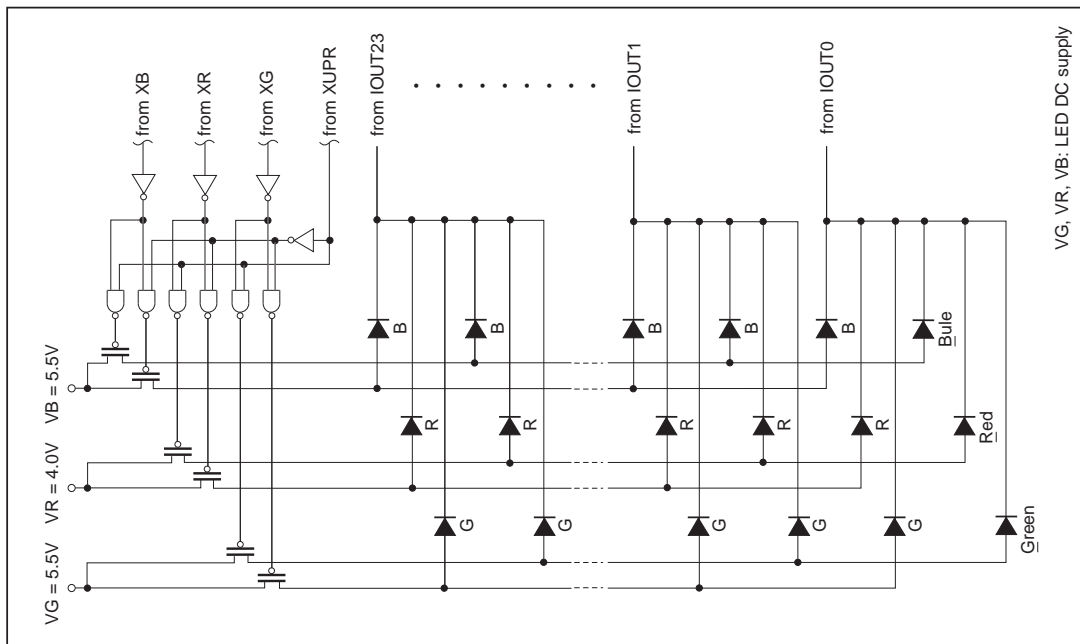 from XB
from XR
from XG
from XUPR
from IOUT23
from IOUT1
from IOUT0
VG, VR, VB: LED DC supply
VB = 5.5V
B
B
B
B
B
Bule
VR = 4.0V
R
R
R
R
R
Red
VG = 5.5V
G
G
G
G
G
Green